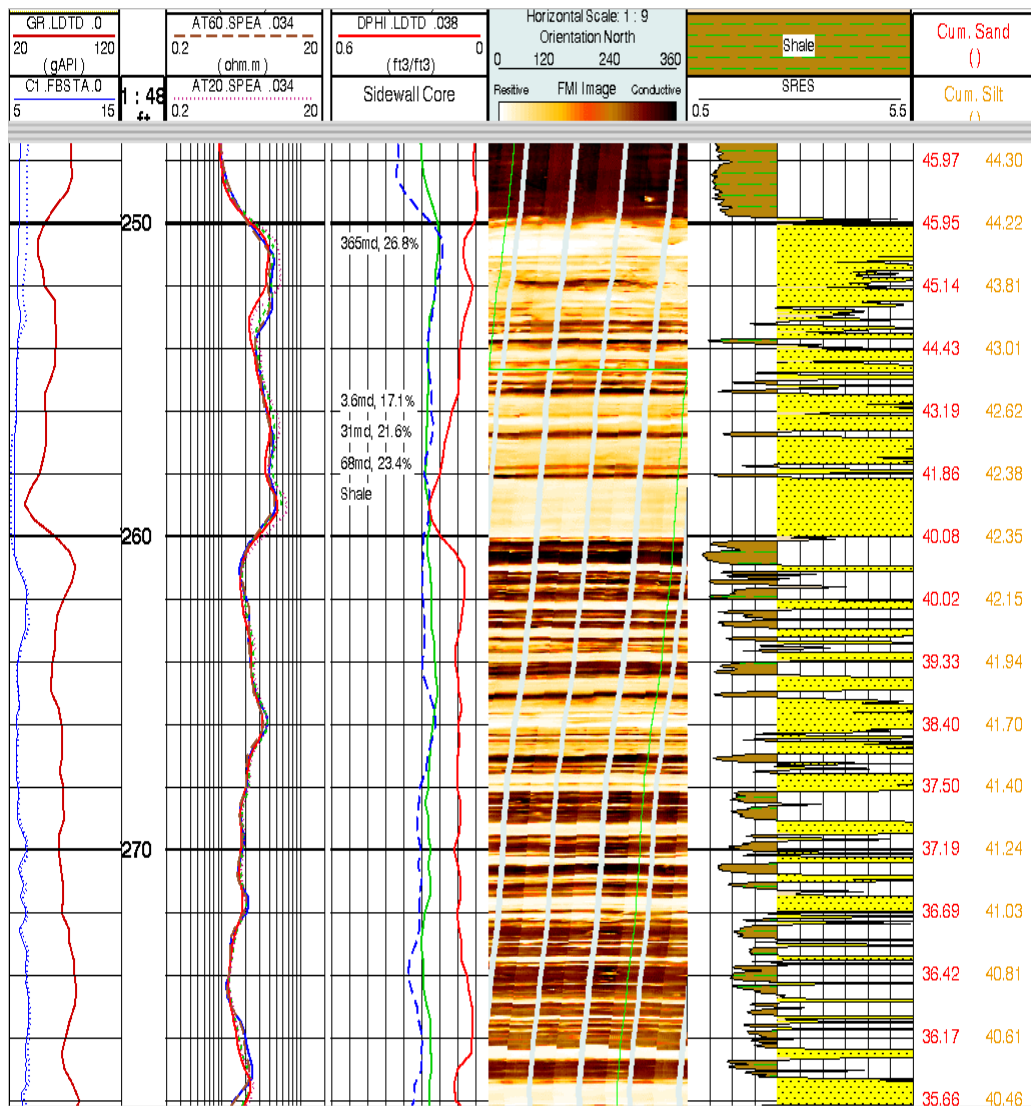 GR .LDTD .0
20 120
(gAPI)
C1 .FBSTA.0
5 15
1 : 48
ft
AT60 .SPEA .034
0.2 20
(ohm.m)
AT20 .SPEA .034
0.2 20
DPHI .LDTD .038
0.6 0
(ft3/ft3)
Sidewall Core
Horizontal Scale: 1 : 9
Orientation North
0 120 240 360
Resitive FMI Image Conductive
Shale
SRES
0.5 5.5
Cum. Sand
()
Cum. Silt
()
45.97 44.30
250 45.95 44.22
365md, 26.8%
45.14 43.81
44.43 43.01
3.6md, 17.1%
43.19 42.62
31md, 21.6%
68md, 23.4%
41.86 42.38
Shale
260 40.08 42.35
40.02 42.15
39.33 41.94
38.40 41.70
37.50 41.40
270 37.19 41.24
36.69 41.03
36.42 40.81
36.17 40.61
35.66 40.46